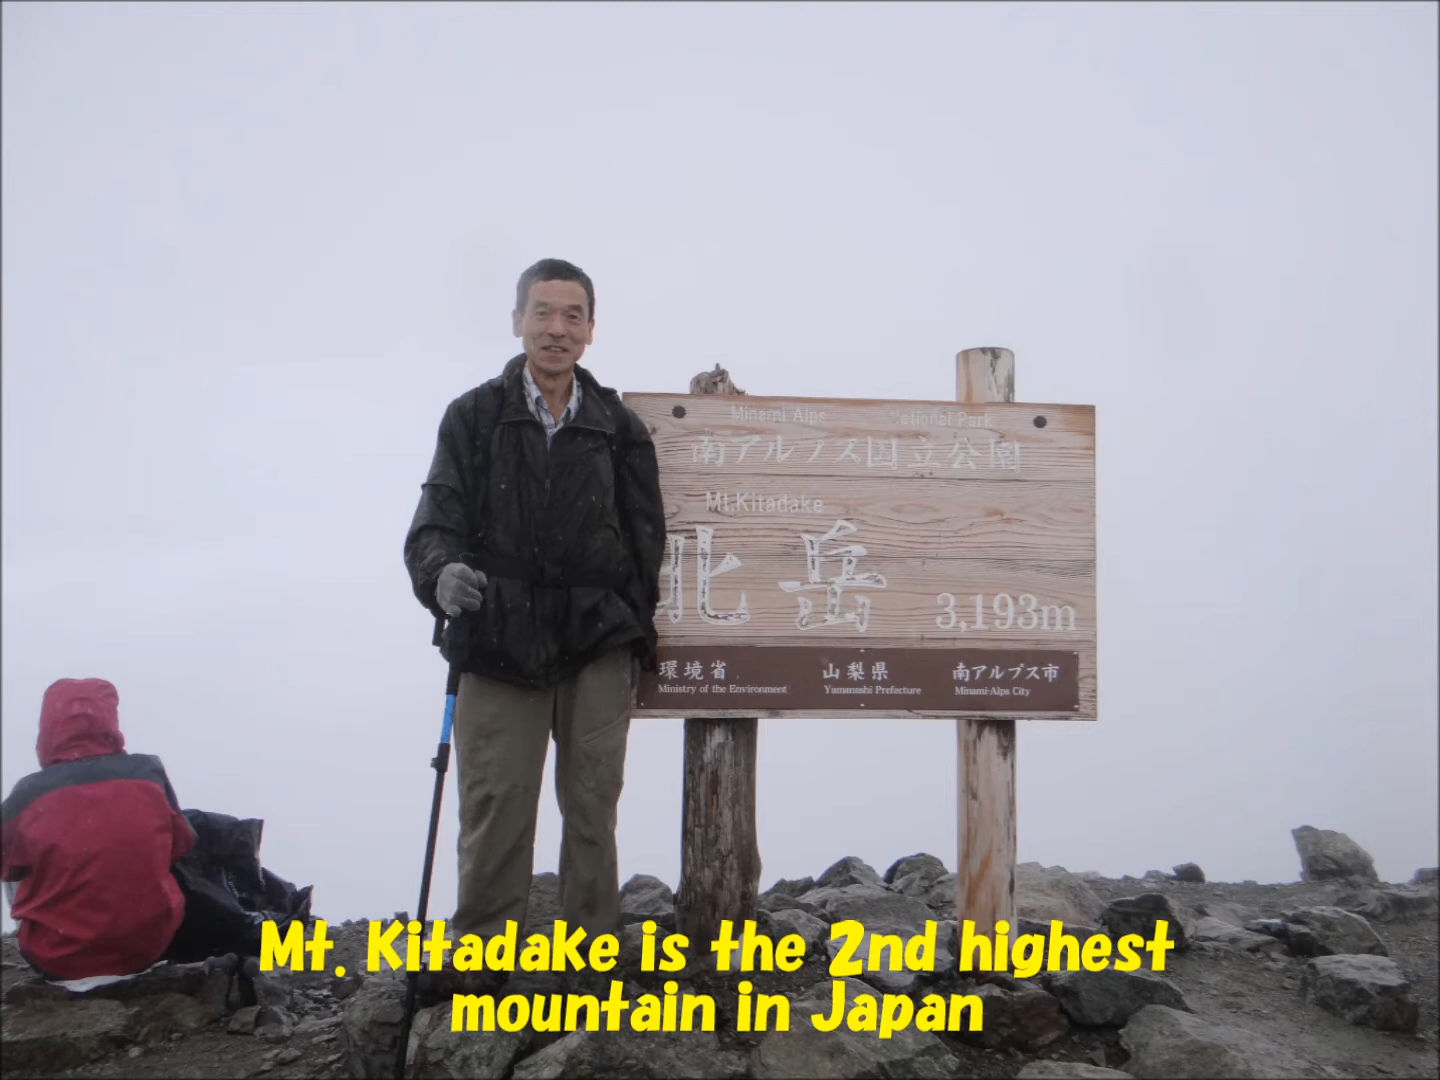 Minami Alps National Park
南アルプス国立公園
Mt.Kitadake
北岳
3,193m
環境省 山梨県 南アルプス市
Ministry of the Environment Yamanashi Prefecture Minami-Alps City
Mt. Kitadake is the 2nd highest
mountain in Japan